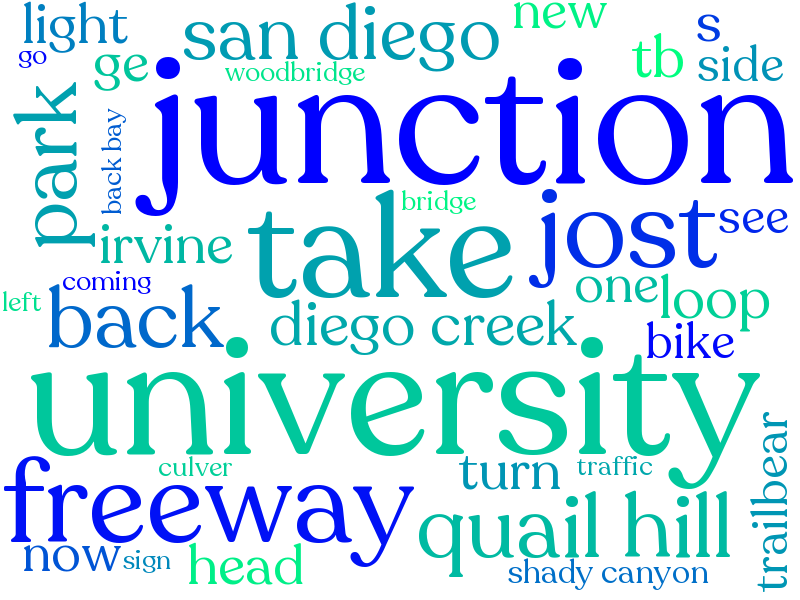 light
san diego
new
s
go
ge
woodbridge
tb
side
junction
park
back bay
take
bridge
jost
see
irvine
coming
left
back
diego creek
one
loop
bike
university
culver
turn
traffic
trailbear
freeway
quail hill
now
sign
head
shady canyon